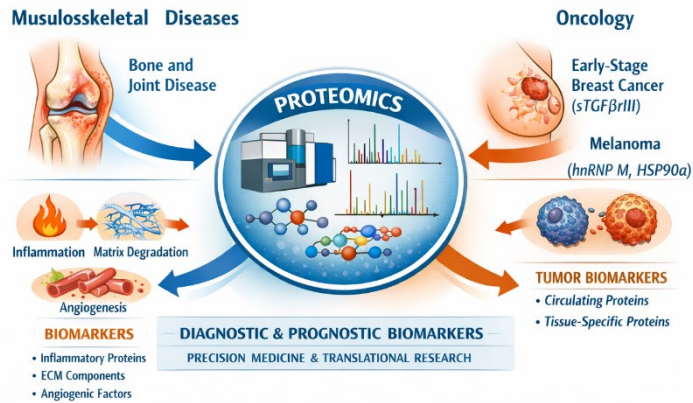 Musulosskeletal Diseases
Bone and
Joint Disease
Inflammation
Matrix Degradation
Angiogenesis
BIOMARKERS
• Inflammatory Proteins
• ECM Components
• Angiogenic Factors
PROTEOMICS
DIAGNOSTIC & PROGNOSTIC BIOMARKERS
PRECISION MEDICINE & TRANSLATIONAL RESEARCH
Oncology
Early-Stage
Breast Cancer
(sTGFβrIII)
Melanoma
(hnRNP M, HSP90a)
TUMOR BIOMARKERS
• Circulating Proteins
• Tissue-Specific Proteins